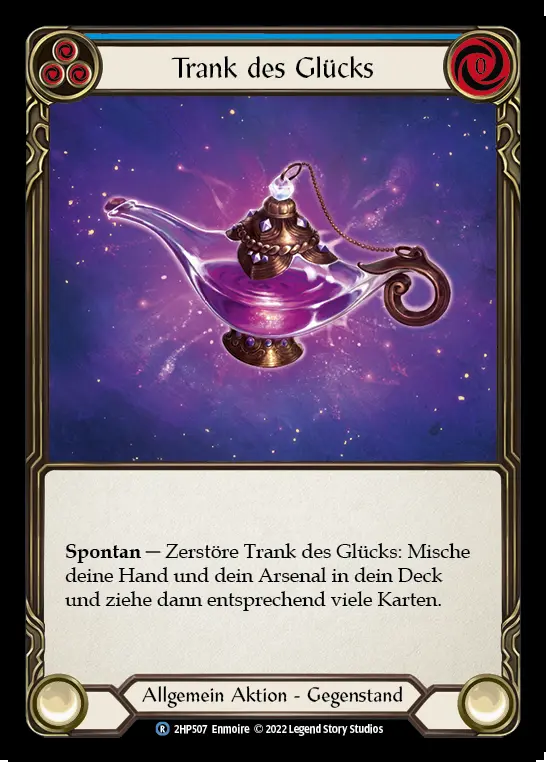 Trank des Glücks
0
Spontan — Zerstöre Trank des Glücks: Mische
deine Hand und dein Arsenal in dein Deck
und ziehe dann entsprechend viele Karten.
Allgemein Aktion - Gegenstand
R 2HP507 Enmoire © 2022 Legend Story Studios